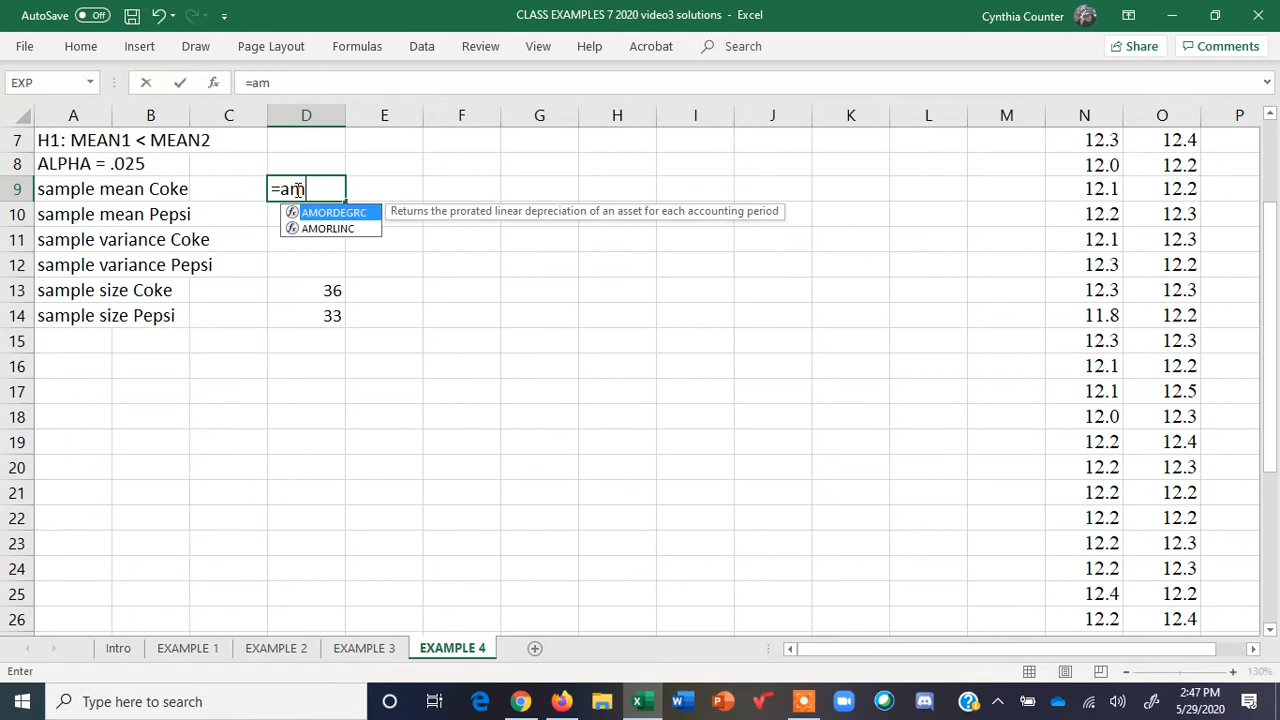 AutoSave Off CLASS EXAMPLES 7 2020 video3 solutions - Excel Cynthia Counter
File Home Insert Draw Page Layout Formulas Data Review View Help Acrobat Search Share Comments
EXP =am
A B C D E F G H I J K L M N O P
7 H1: MEAN1 < MEAN2 12.3 12.4
8 ALPHA = .025 12.0 12.2
9 sample mean Coke =am 12.1 12.2
AMORDEGRC Returns the prorated linear depreciation of an asset for each accounting period
10 sample mean Pepsi 12.2 12.3
AMORLINC
11 sample variance Coke 12.1 12.3
12 sample variance Pepsi 12.3 12.2
13 sample size Coke 36 12.3 12.3
14 sample size Pepsi 33 11.8 12.2
15 12.3 12.3
16 12.1 12.2
17 12.1 12.5
18 12.0 12.3
19 12.2 12.4
20 12.2 12.3
21 12.2 12.2
22 12.2 12.2
23 12.2 12.3
24 12.2 12.3
25 12.4 12.2
26 12.2 12.4
Intro EXAMPLE 1 EXAMPLE 2 EXAMPLE 3 EXAMPLE 4
Enter 130%
Type here to search 2:47 PM
5/29/2020